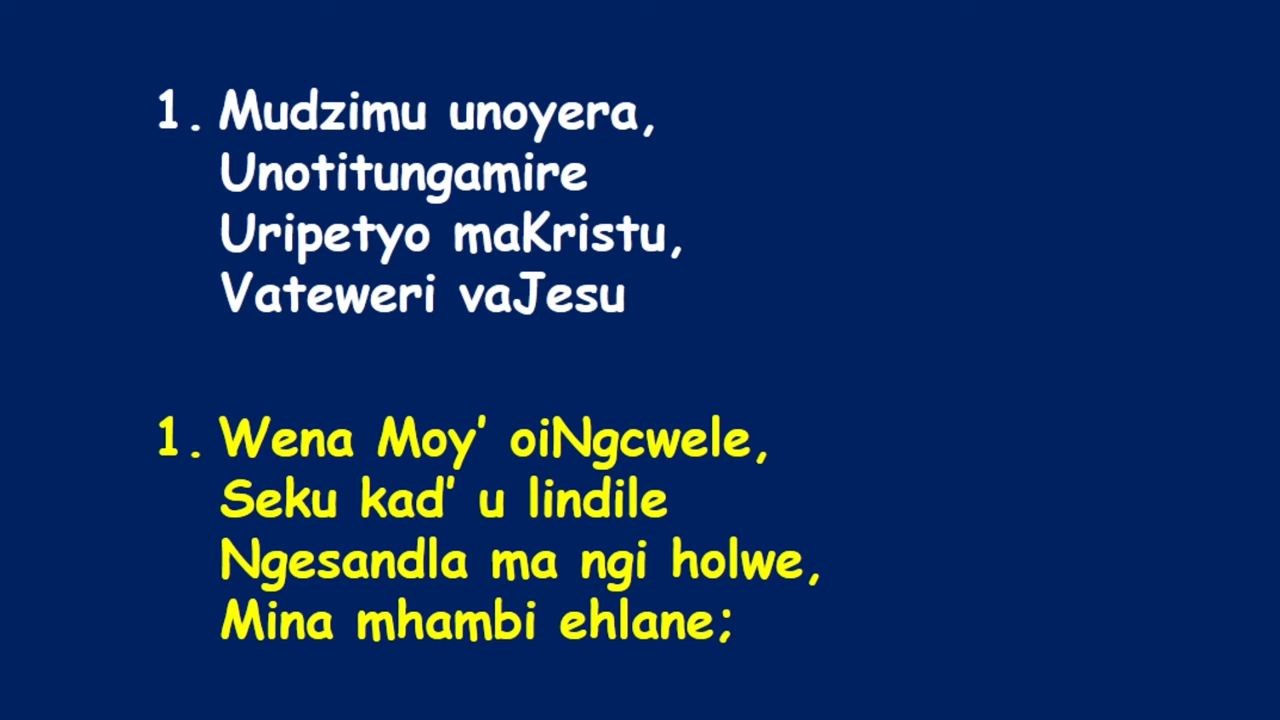 1. Mudzimu unoyera,
Unotitungamire
Uripetyo maKristu,
Vateweri vaJesu
1. Wena Moy' oiNgcwele,
Seku kad' u lindile
Ngesandla ma ngi holwe,
Mina mhambi ehlane;